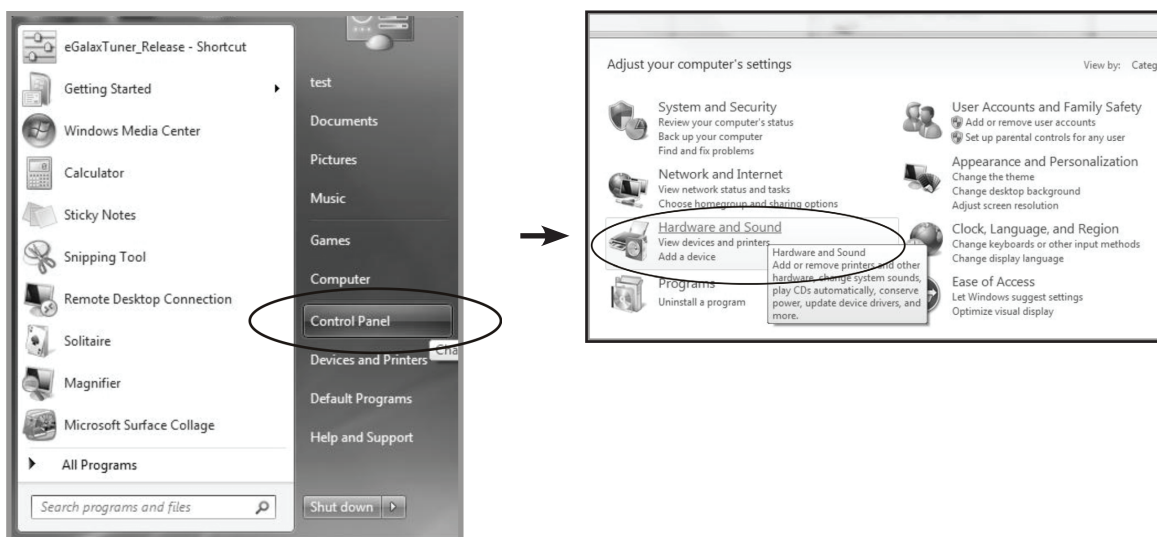 eGalaxTuner_Release - Shortcut
Getting Started
Windows Media Center
Calculator
Sticky Notes
Snipping Tool
Remote Desktop Connection
Solitaire
Magnifier
Microsoft Surface Collage
All Programs
Search programs and files
test
Documents
Pictures
Music
Games
Computer
Control Panel
Devices and Printers
Default Programs
Help and Support
Shut down
Adjust your computer's settings
View by: Categ
System and Security
Review your computer's status
Back up your computer
Find and fix problems
Network and Internet
View network status and tasks
Choose homegroup and sharing options
Hardware and Sound
View devices and printers
Add a device
Programs
Uninstall a program
Hardware and Sound
Add or remove printers and other
hardware, change system sounds,
play CDs automatically, conserve
power, update device drivers, and
more.
User Accounts and Family Safety
Add or remove user accounts
Set up parental controls for any user
Appearance and Personalization
Change the theme
Change desktop background
Adjust screen resolution
Clock, Language, and Region
Change keyboards or other input methods
Change display language
Ease of Access
Let Windows suggest settings
Optimize visual display